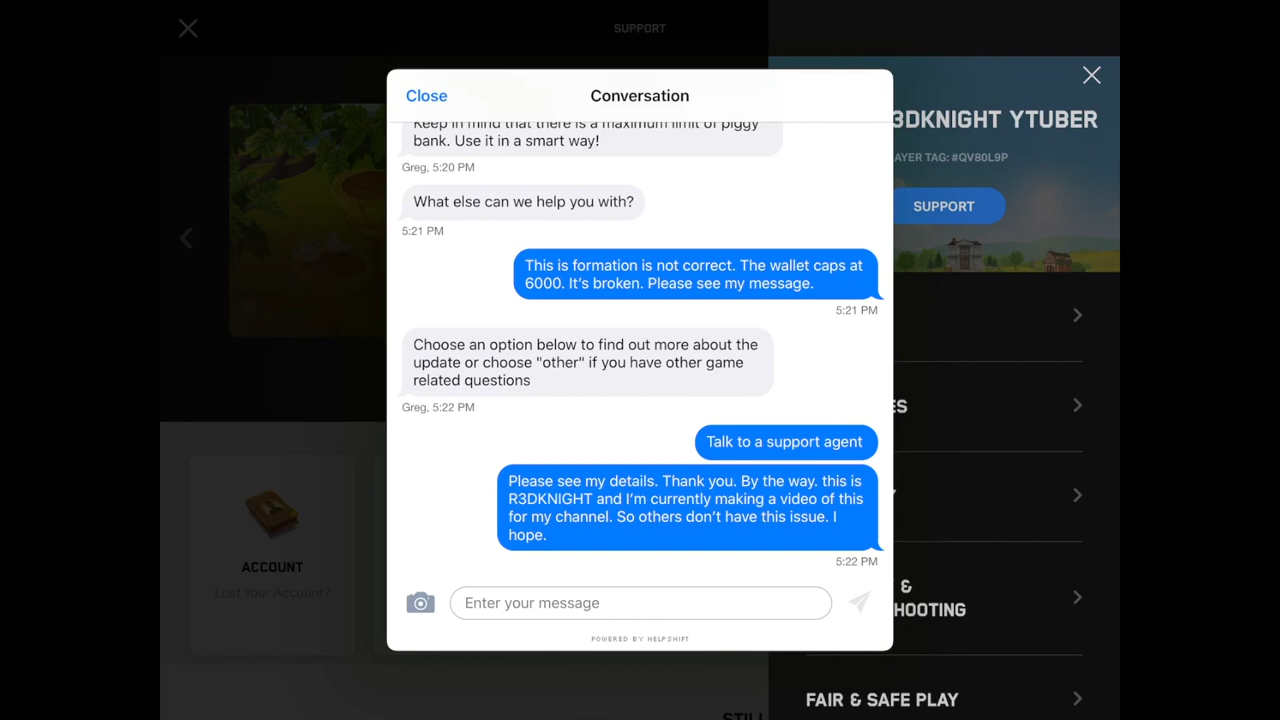 SUPPORT
Close
Conversation
Keep in mind that there is a maximum limit of piggy
bank. Use it in a smart way!
Greg, 5:20 PM
What else can we help you with?
5:21 PM
This is formation is not correct. The wallet caps at
6000. It’s broken. Please see my message.
5:21 PM
Choose an option below to find out more about the
update or choose "other" if you have other game
related questions
Greg, 5:22 PM
Talk to a support agent
Please see my details. Thank you. By the way. this is
R3DKNIGHT and I’m currently making a video of this
for my channel. So others don’t have this issue. I
hope.
5:22 PM
Enter your message
POWERED BY HELPSHIFT
3DKNIGHT YTUBER
AYER TAG: #QV80L9P
SUPPORT
ES
&
HOOTING
FAIR & SAFE PLAY
ACCOUNT
Lost Your Account?